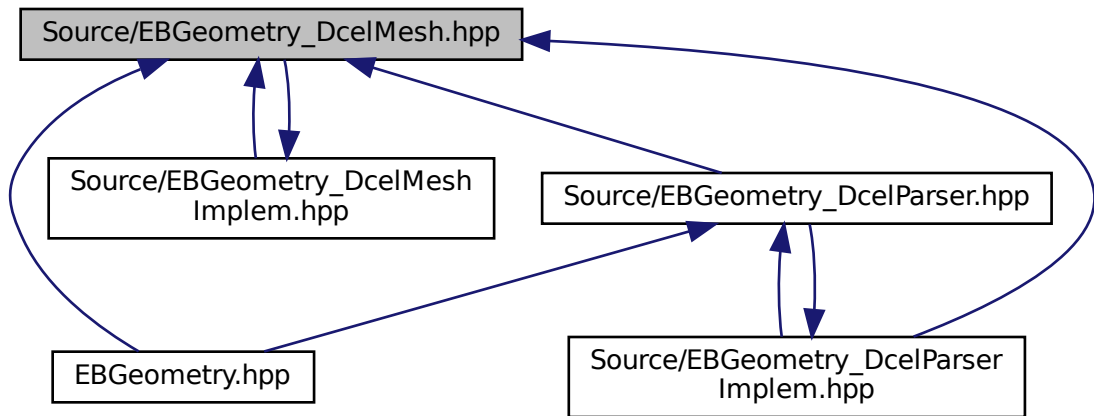 Source/EBGeometry_DcelMesh.hpp
Source/EBGeometry_DcelMesh
Implem.hpp
Source/EBGeometry_DcelParser.hpp
EBGeometry.hpp
Source/EBGeometry_DcelParser
Implem.hpp